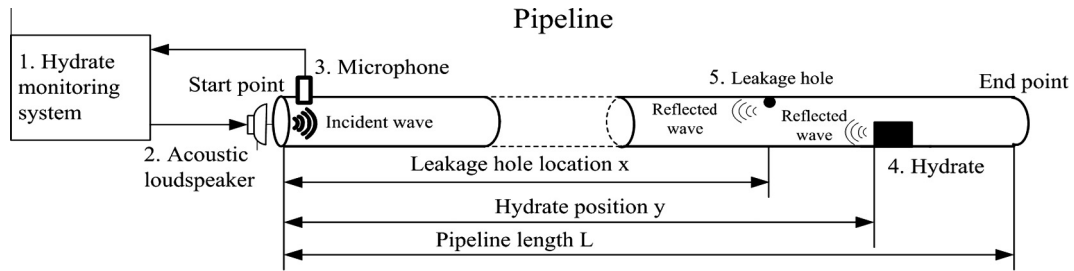 Pipeline
1. Hydrate
monitoring
system
3. Microphone
Start point
5. Leakage hole
End point
Incident wave
Reflected
wave
Reflected
wave
2. Acoustic
loudspeaker
4. Hydrate
Leakage hole location x
Hydrate position y
Pipeline length L